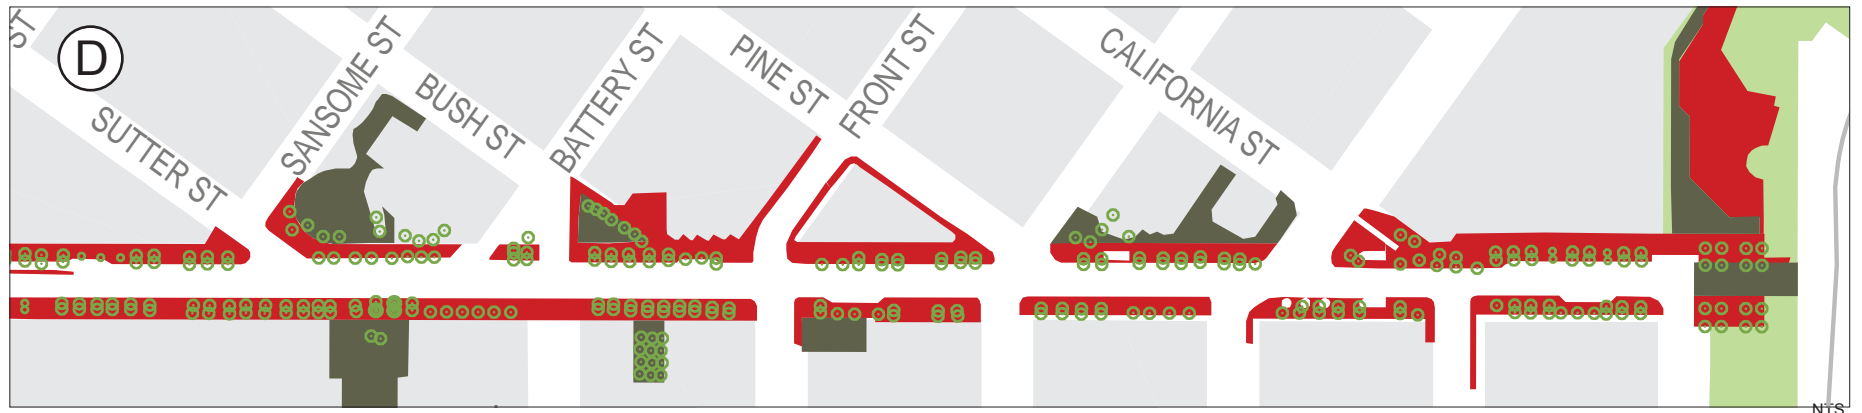 ST
D
SUTTER ST
SANSOME ST
BUSH ST
BATTERY ST
PINE ST
FRONT ST
CALIFORNIA ST
NTS